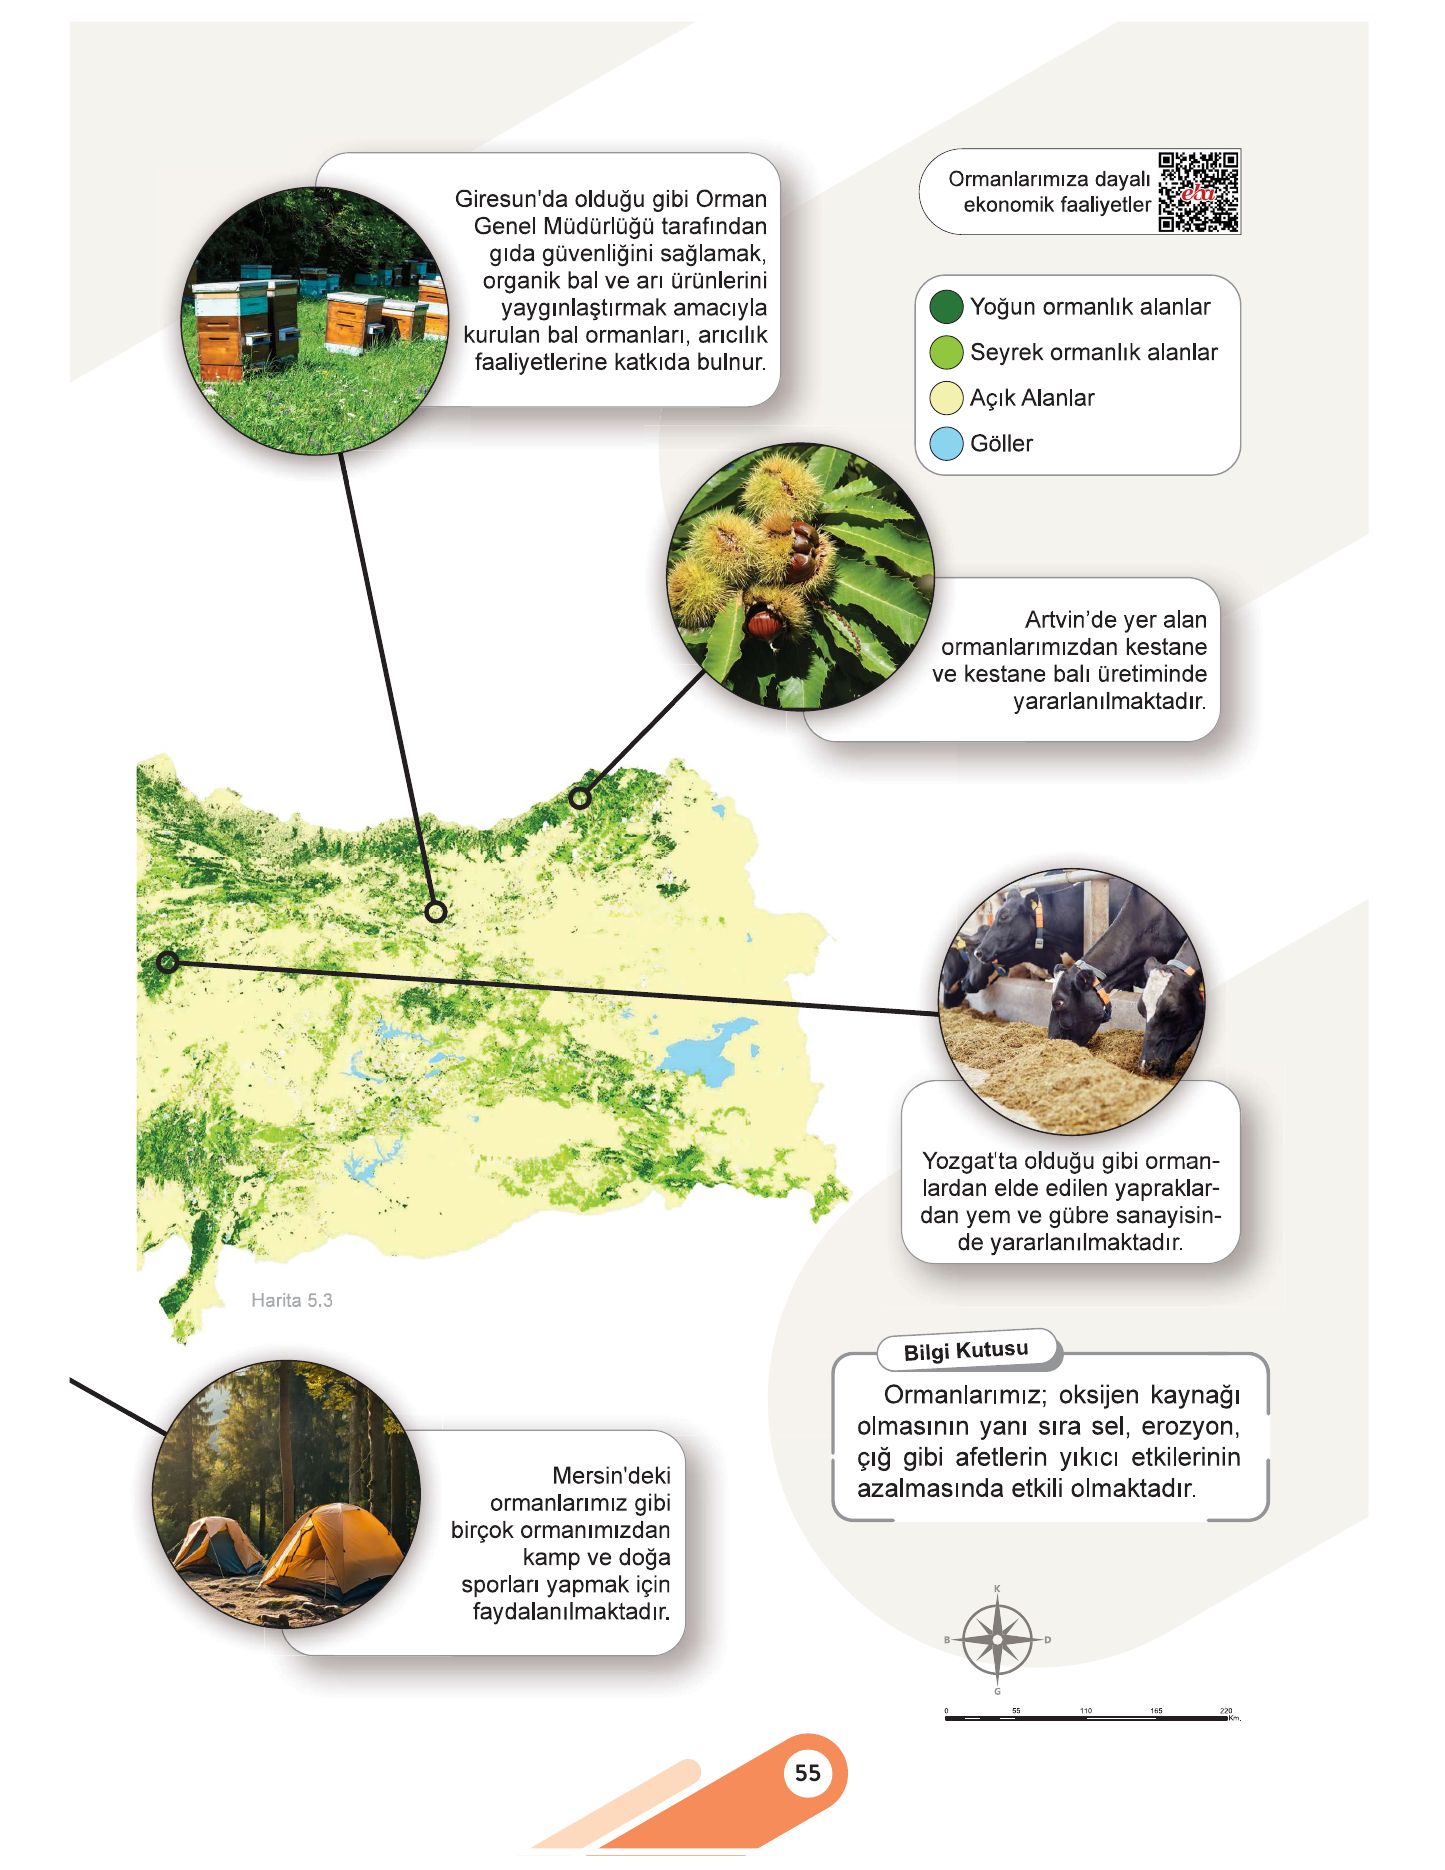 Giresun'da olduğu gibi Orman
Genel Müdürlüğü tarafından
gıda güvenliğini sağlamak,
organik bal ve arı ürünlerini
yaygınlaştırmak amacıyla
kurulan bal ormanları, arıcılık
faaliyetlerine katkıda bulnur.
Ormanlarımıza dayalı
ekonomik faaliyetler
eba
Yoğun ormanlık alanlar
Seyrek ormanlık alanlar
Açık Alanlar
Göller
Artvin’de yer alan
ormanlarımızdan kestane
ve kestane balı üretiminde
yararlanılmaktadır.
Yozgat'ta olduğu gibi orman-
lardan elde edilen yapraklar-
dan yem ve gübre sanayisin-
de yararlanılmaktadır.
Harita 5.3
Mersin'deki
ormanlarımız gibi
birçok ormanımızdan
kamp ve doğa
sporları yapmak için
faydalanılmaktadır.
Bilgi Kutusu
Ormanlarımız; oksijen kaynağı
olmasının yanı sıra sel, erozyon,
çığ gibi afetlerin yıkıcı etkilerinin
azalmasında etkili olmaktadır.
K
B D
G
0 55 110 165 220
Km.
55